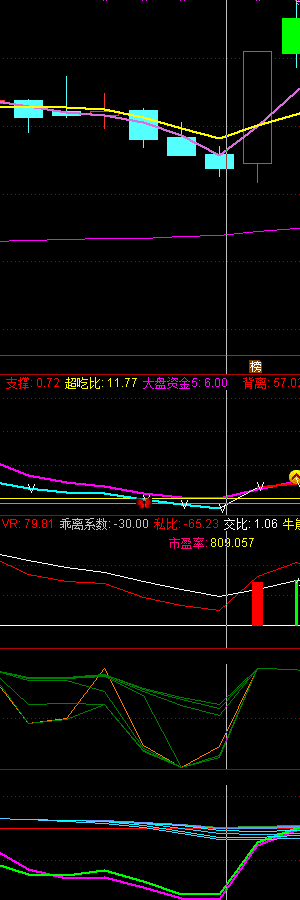 榜
支撑: 0.72 超吃比: 11.77 大盘资金5: 6.00 背离: 57.0
VR: 79.81 乖离系数: -30.00 私比: -65.23 交比: 1.06 牛
市盈率: 809.057